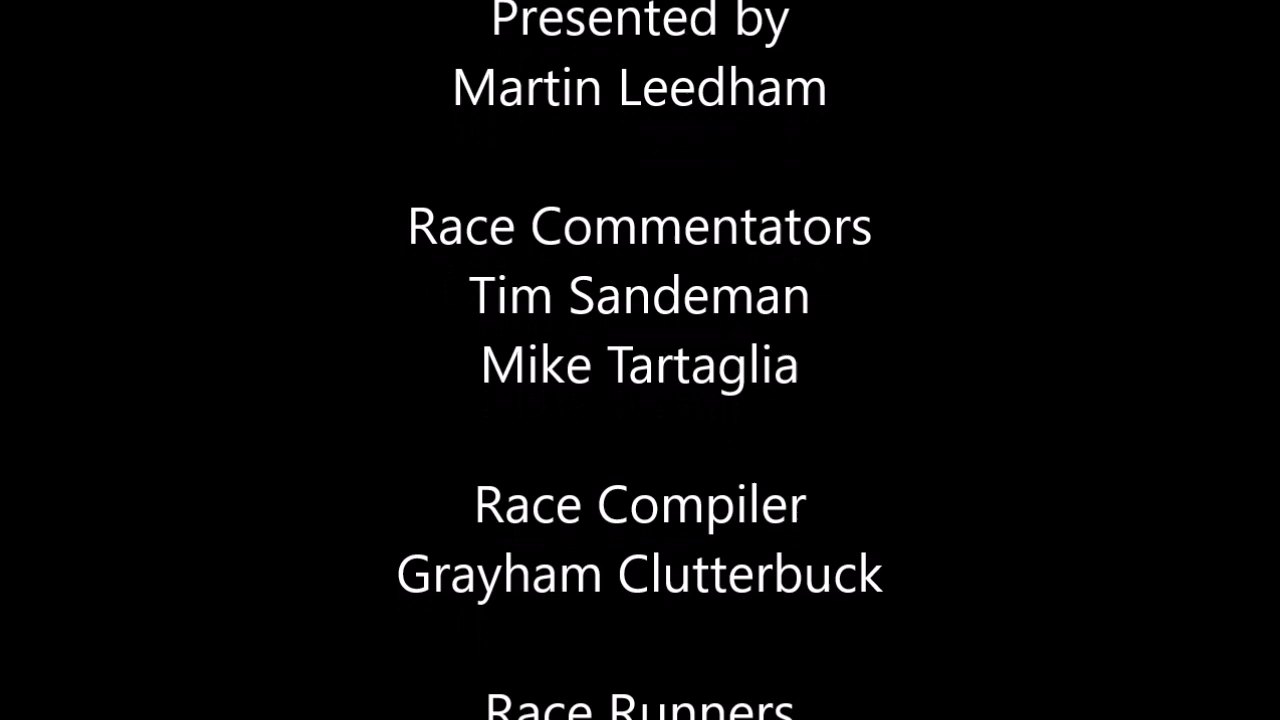 Presented by
Martin Leedham
Race Commentators
Tim Sandeman
Mike Tartaglia
Race Compiler
Grayham Clutterbuck
Race Runners